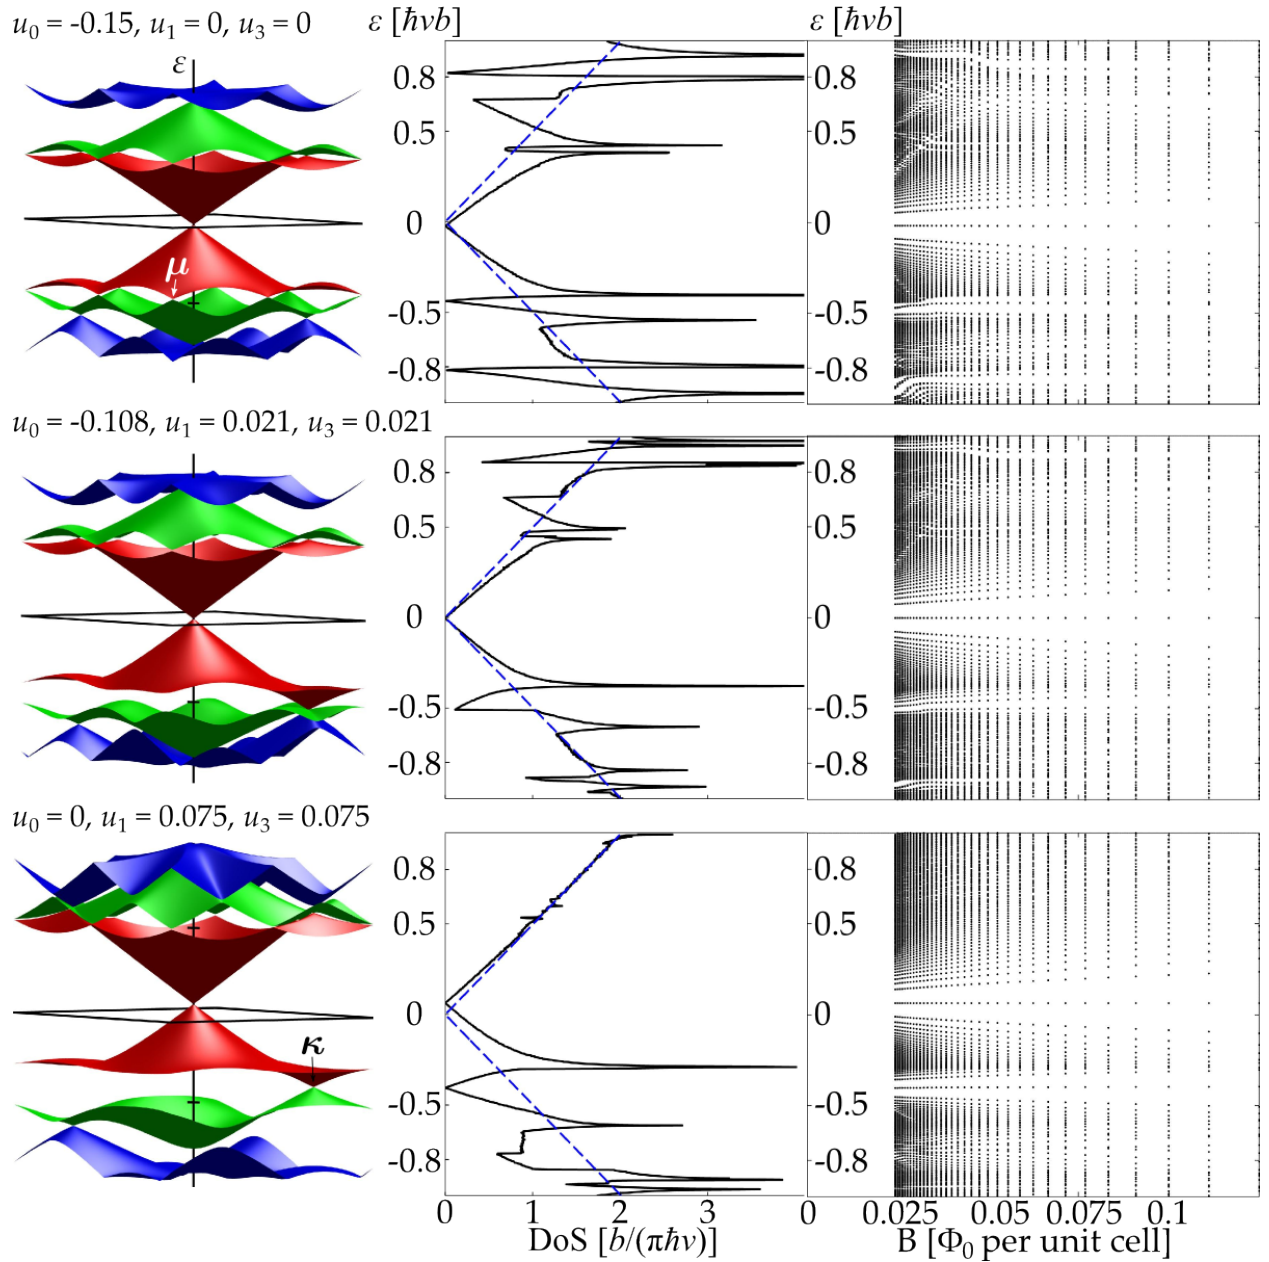 u₀ = -0.15, u₁ = 0, u₃ = 0
ε
μ
ε [ħvb]
0.8
0.5
0
-0.5
-0.8
ε [ħvb]
0.8
0.5
0
-0.5
-0.8
u₀ = -0.108, u₁ = 0.021, u₃ = 0.021
0.8
0.5
0
-0.5
-0.8
0.8
0.5
0
-0.5
-0.8
u₀ = 0, u₁ = 0.075, u₃ = 0.075
κ
0.8
0.5
0
-0.5
-0.8
0 1 2 3
DoS [b/(πħv)]
0.8
0.5
0
-0.5
-0.8
0 0.025 0.05 0.075 0.1
B [Φ₀ per unit cell]